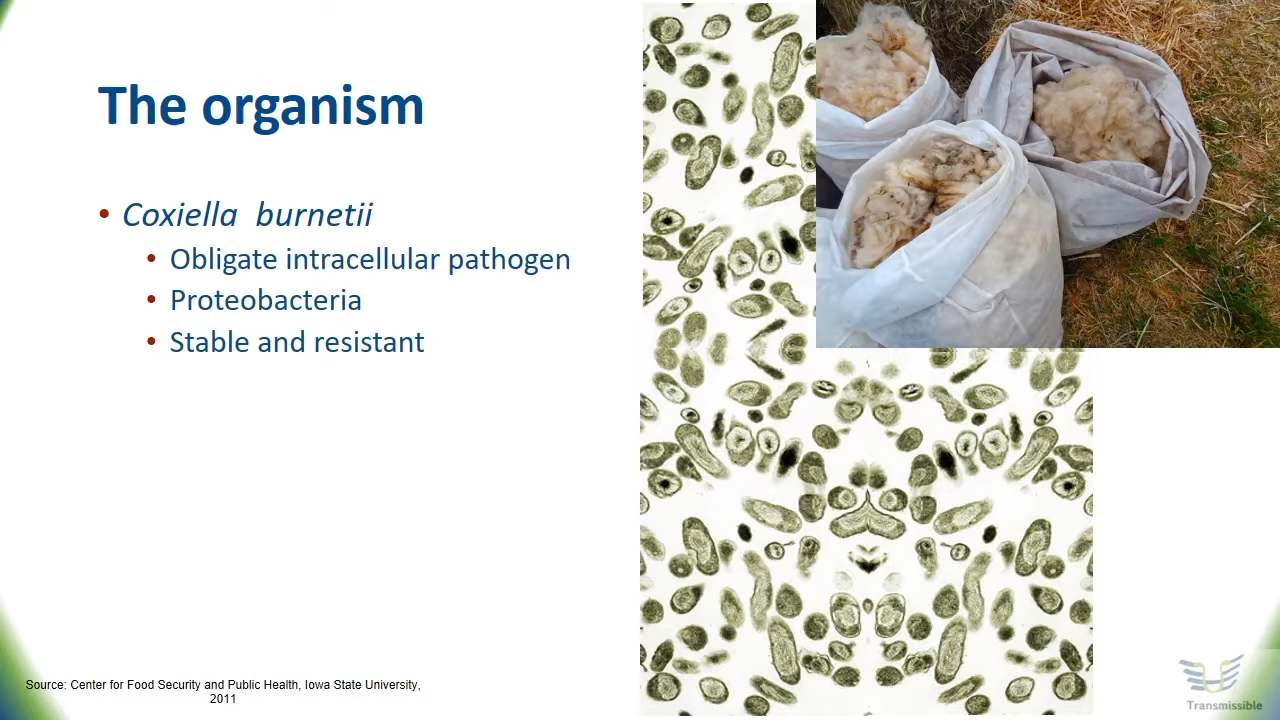 The organism
• Coxiella burnetii
• Obligate intracellular pathogen
• Proteobacteria
• Stable and resistant
Source: Center for Food Security and Public Health, Iowa State University,
2011
Transmissible